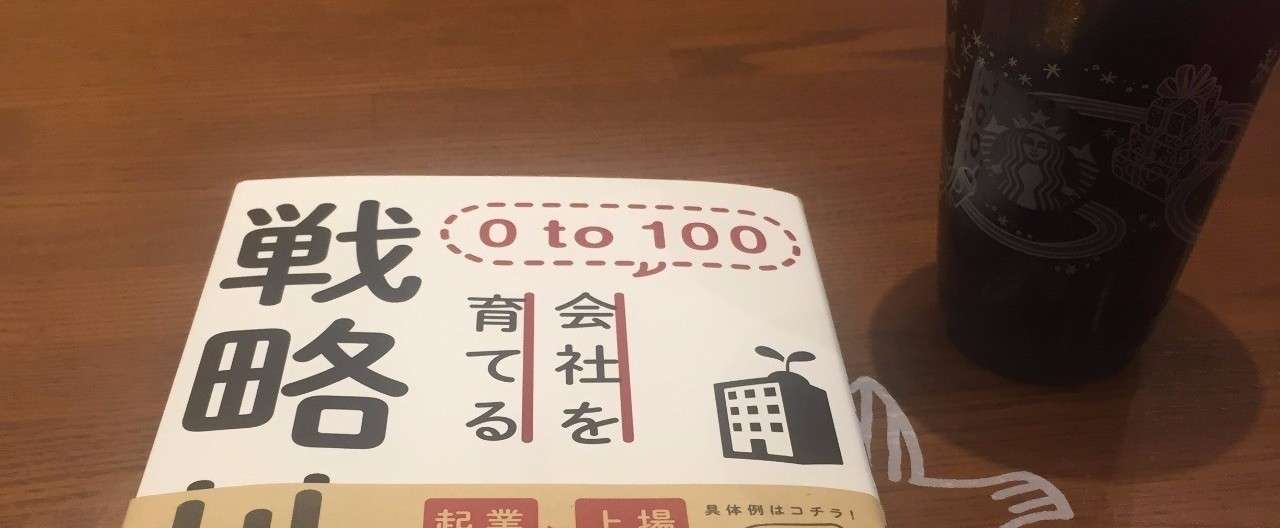 0 to 100
会社を
育てる
戦略
起業、上場
具体例はコチラ!